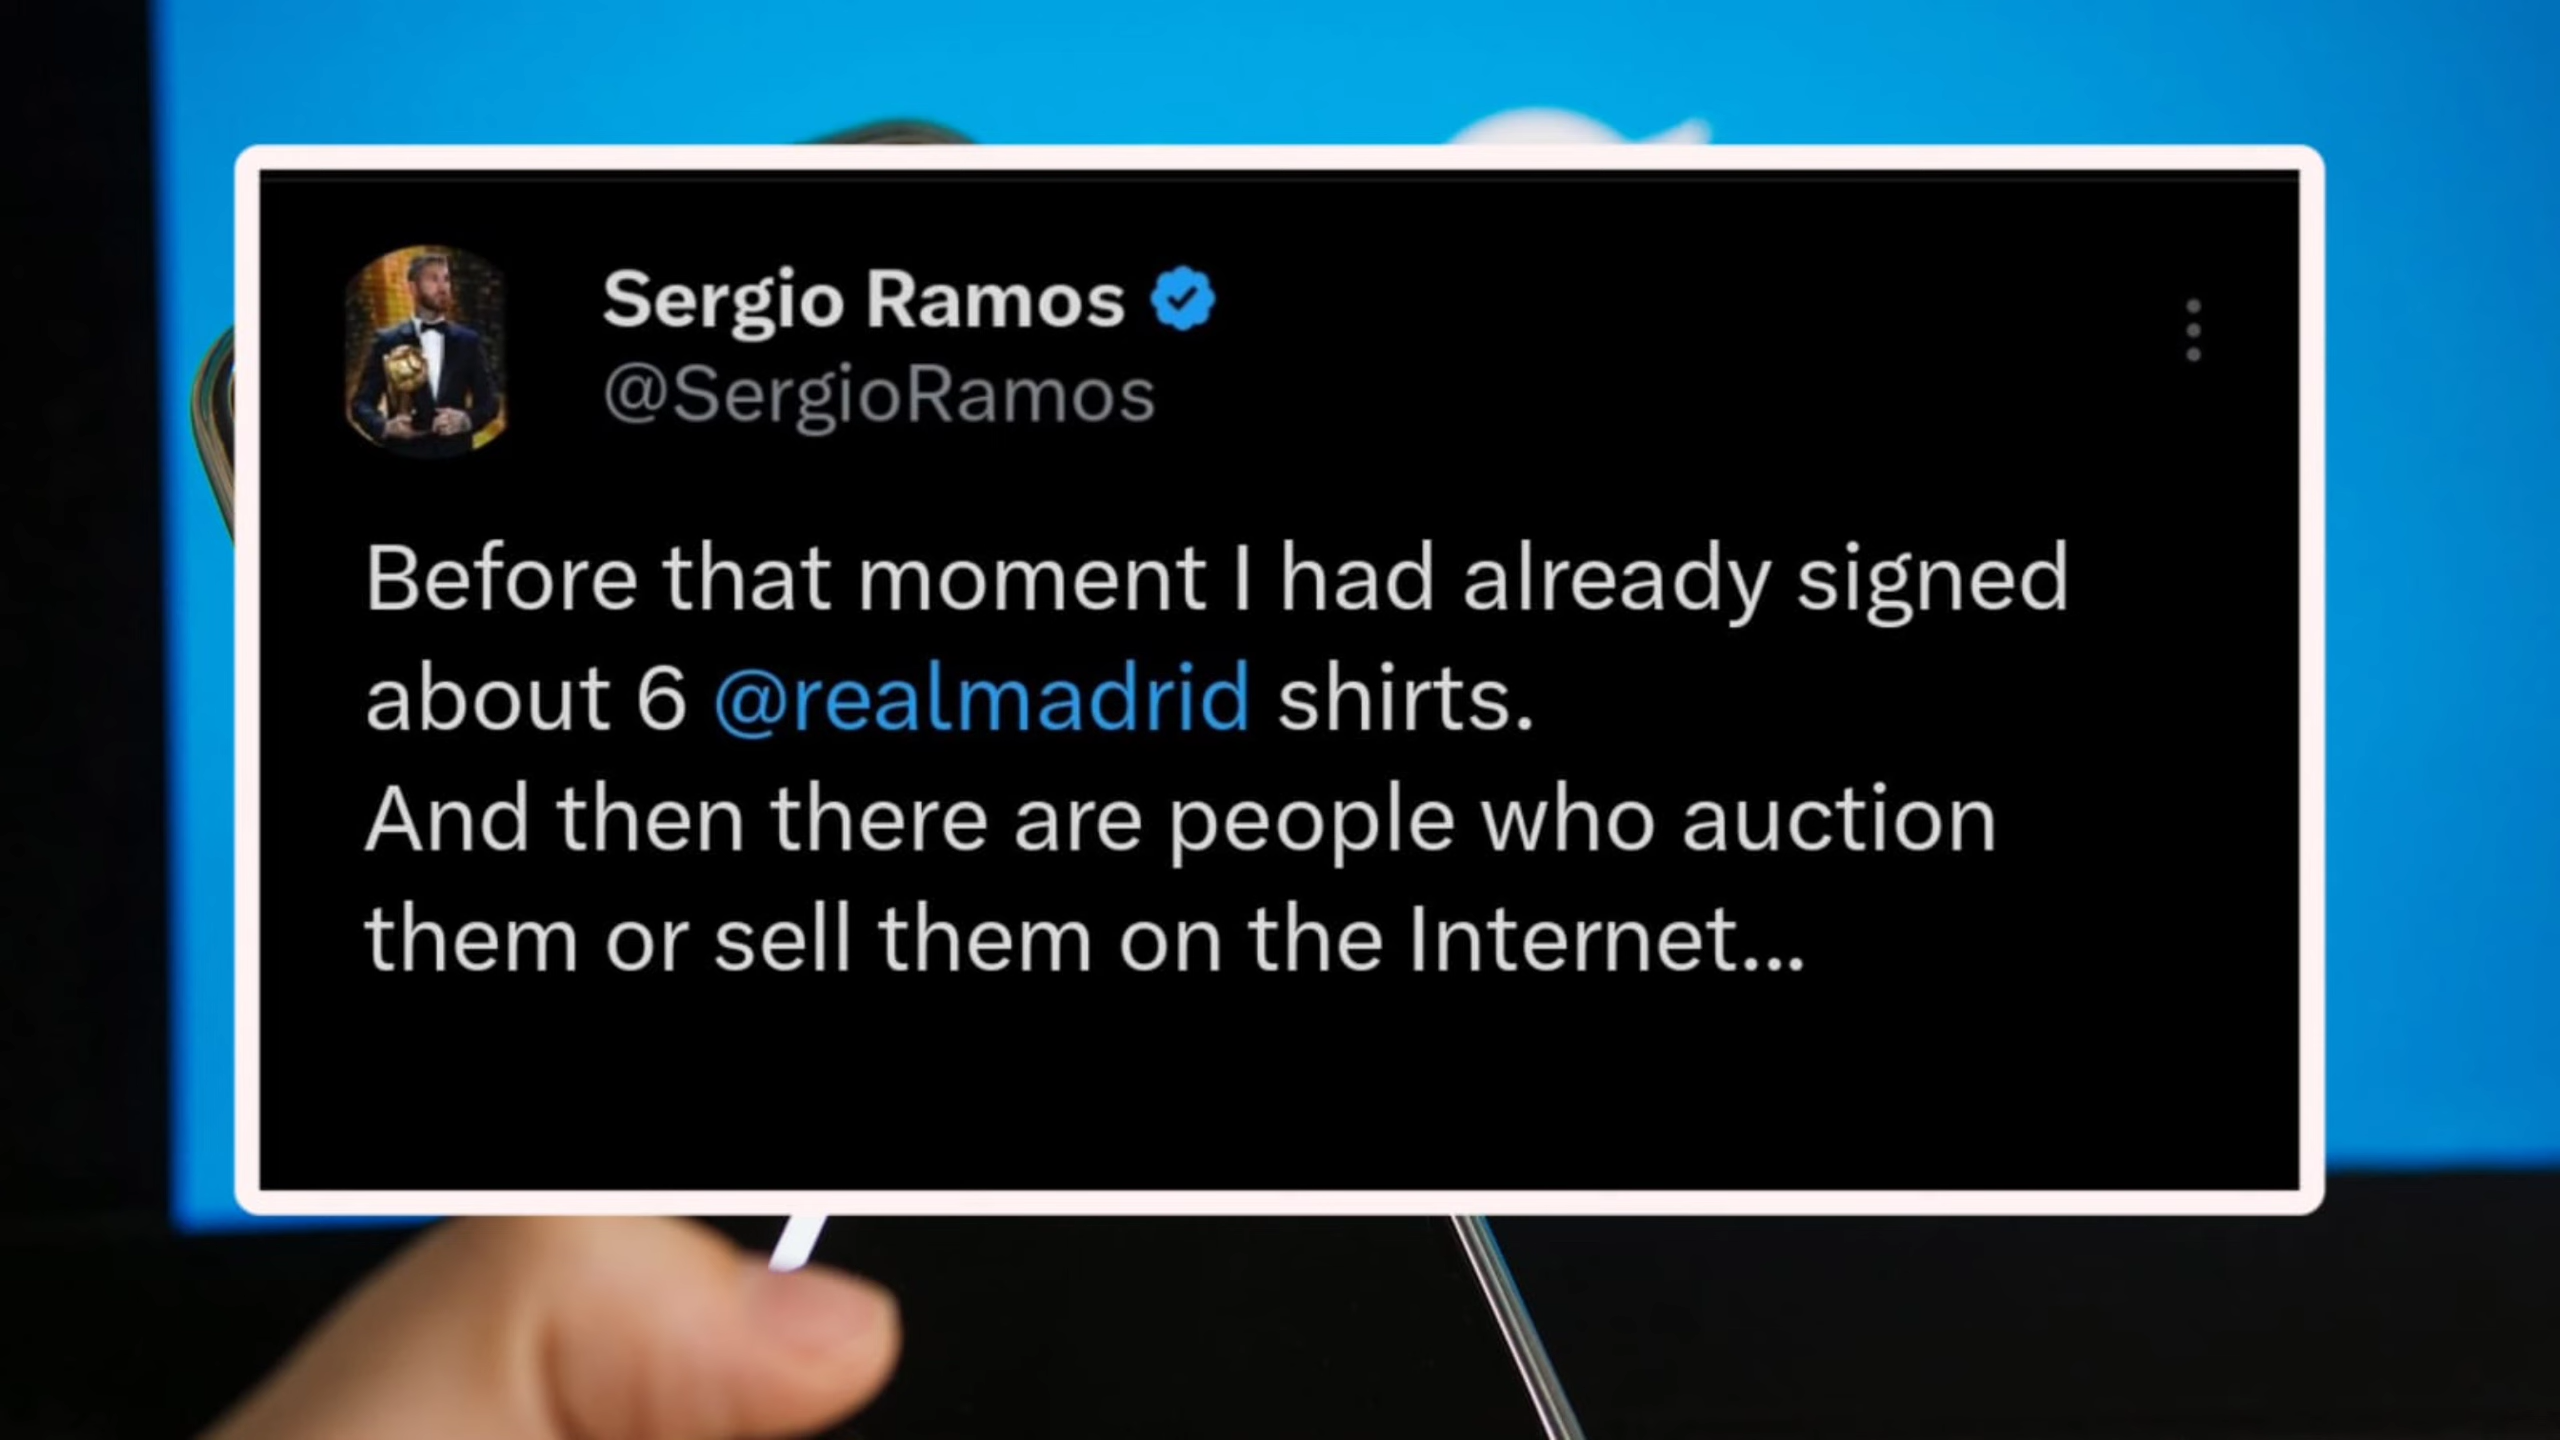 Sergio Ramos
@SergioRamos
Before that moment I had already signed
about 6 @realmadrid shirts.
And then there are people who auction
them or sell them on the Internet...